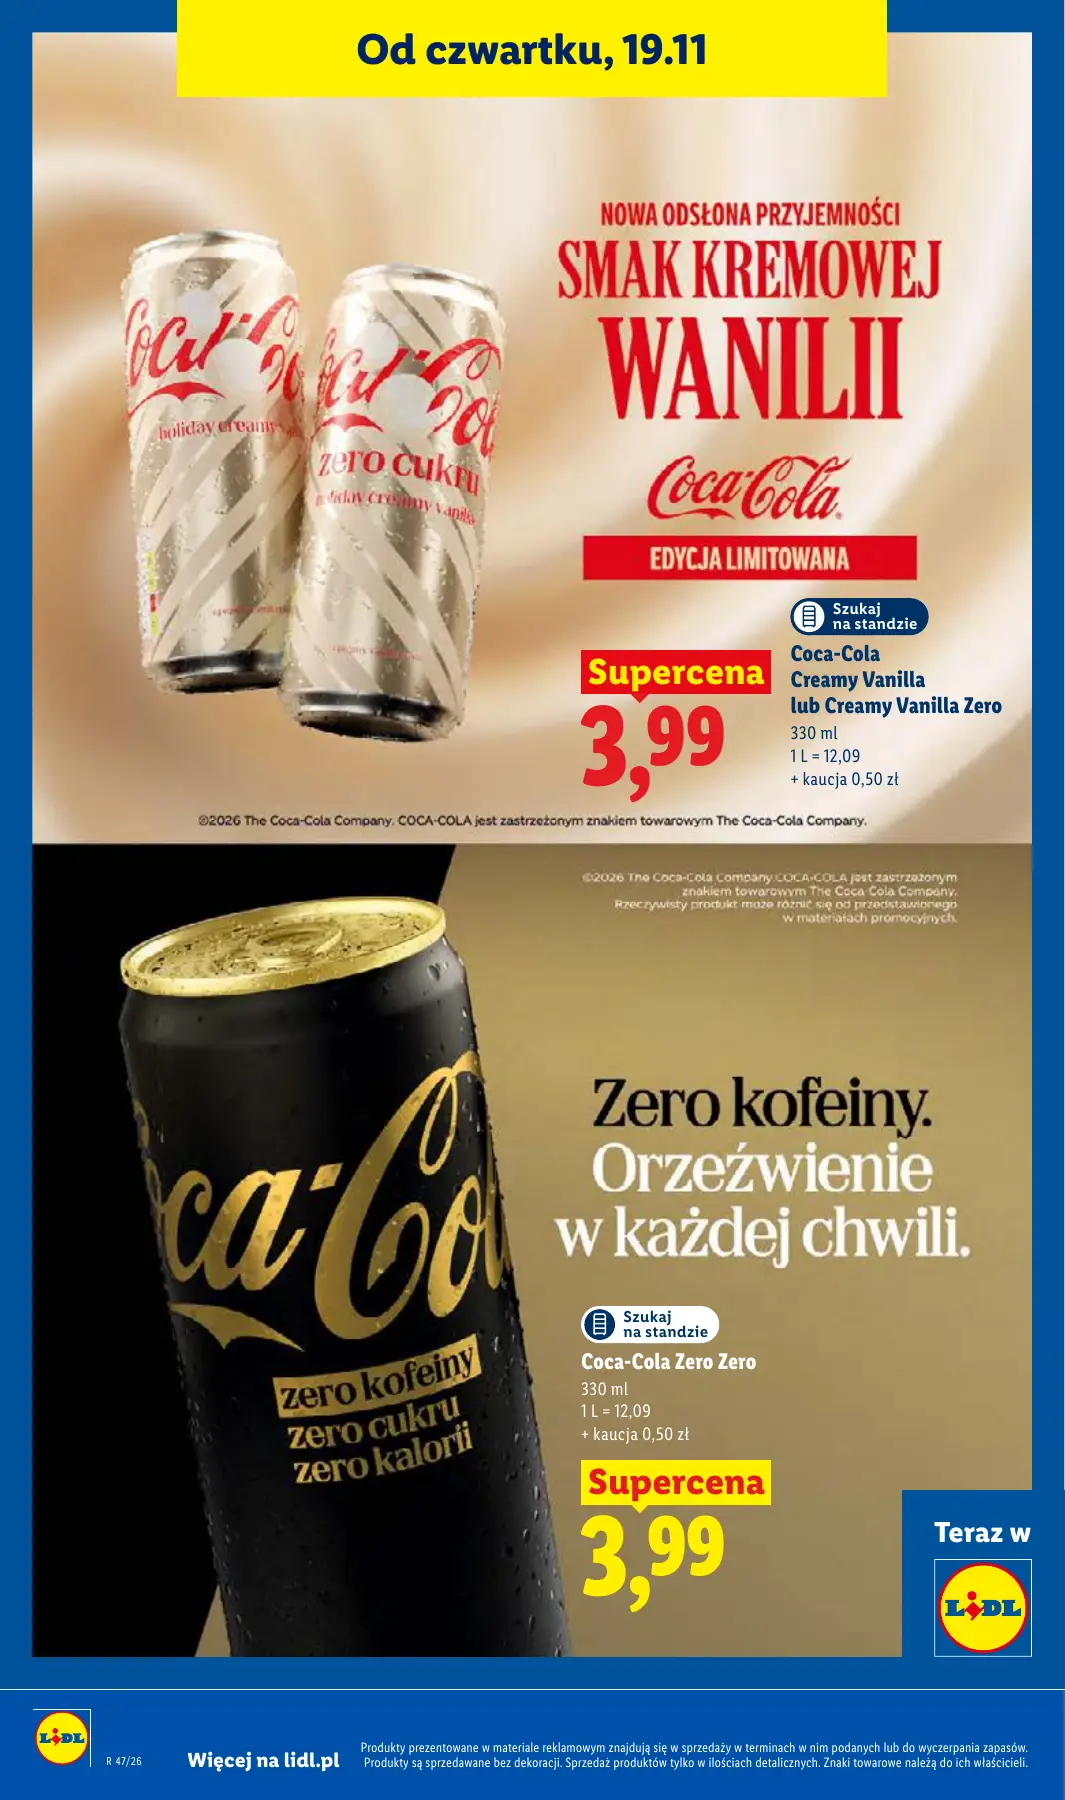 Od czwartku, 19.11
NOWA ODSŁONA PRZYJEMNOŚCI
SMAK KREMOWEJ
WANILII
Coca-Cola
EDYCJA LIMITOWANA
holiday creamy
zero cukru
holiday creamy vanilla
Szukaj
na standzie
Coca-Cola
Creamy Vanilla
lub Creamy Vanilla Zero
330 ml
1 L = 12,09
+ kaucja 0,50 zł
Supercena
3,99
©2026 The Coca-Cola Company. COCA-COLA jest zastrzeżonym znakiem towarowym The Coca-Cola Company.
©2026 The Coca-Cola Company. COCA-COLA jest zastrzeżonym
znakiem towarowym The Coca-Cola Company.
Rzeczywisty produkt może różnić się od przedstawionego
w materiałach promocyjnych.
Zero kofeiny.
Orzeźwienie
w każdej chwili.
zero kofeiny
zero cukru
zero kalorii
Szukaj
na standzie
Coca-Cola Zero Zero
330 ml
1 L = 12,09
+ kaucja 0,50 zł
Supercena
3,99
Teraz w
LIDL
LIDL
R 47/26
Więcej na lidl.pl
Produkty prezentowane w materiale reklamowym znajdują się w sprzedaży w terminach w nim podanych lub do wyczerpania zapasów.
Produkty są sprzedawane bez dekoracji. Sprzedaż produktów tylko w ilościach detalicznych. Znaki towarowe należą do ich właścicieli.